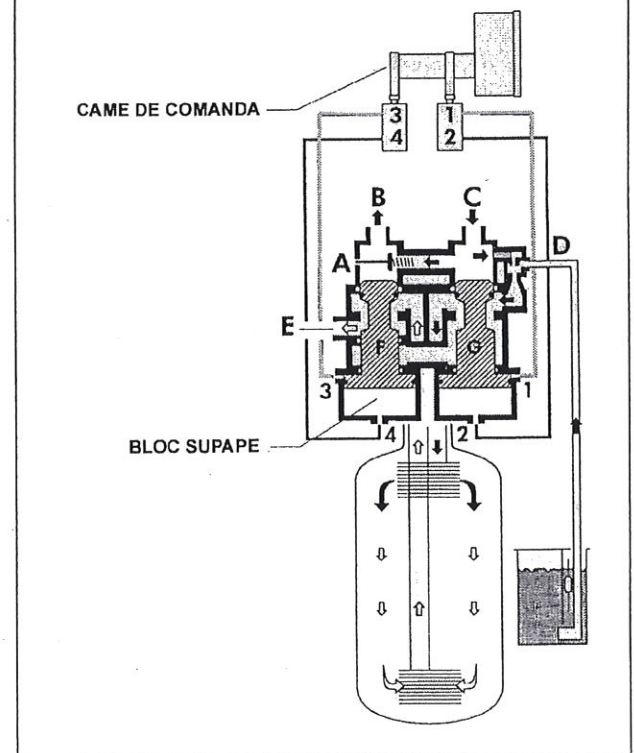 CAME DE COMANDA
3 1
4 2
B C
A D
E
F G
3 1
4 2
BLOC SUPAPE